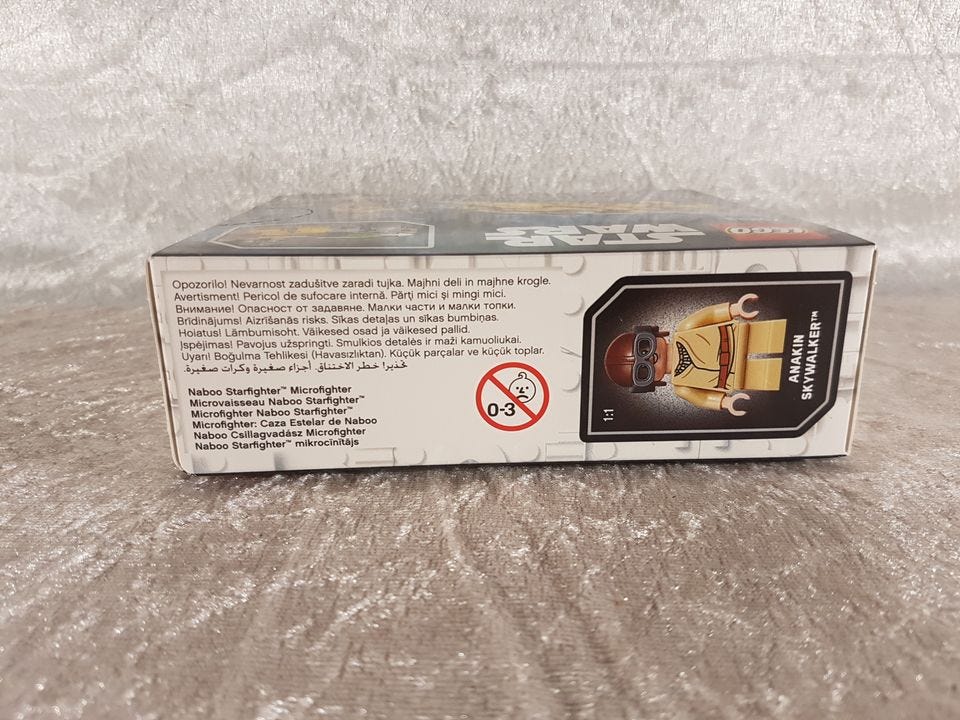 STAR
WARS
LEGO
Opozorilo! Nevarnost zadušitve zaradi tujka. Majhni deli in majhne krogle.
Avertisment! Pericol de sufocare internă. Părţi mici şi mingi mici.
Внимание! Опасност от задавяне. Малки части и малки топки.
Brīdinājums! Aizrīšanās risks. Sīkas detaļas un sīkas bumbiņas.
Hoiatus! Lämbumisoht. Väikesed osad ja väikesed pallid.
Įspėjimas! Pavojus užspringti. Smulkios detalės ir maži kamuoliukai.
Uyarı! Boğulma Tehlikesi (Havasızlıktan). Küçük parçalar ve küçük toplar.
تحذير! خطر الاختناق. أجزاء صغيرة وكرات صغيرة.
Naboo Starfighter™ Microfighter
Microvaisseau Naboo Starfighter™
Microfighter Naboo Starfighter™
Microfighter: Caza Estelar de Naboo
Naboo Csillagvadász Microfighter
Naboo Starfighter™ mikrocīnītājs
0-3
1:1
ANAKIN
SKYWALKER™